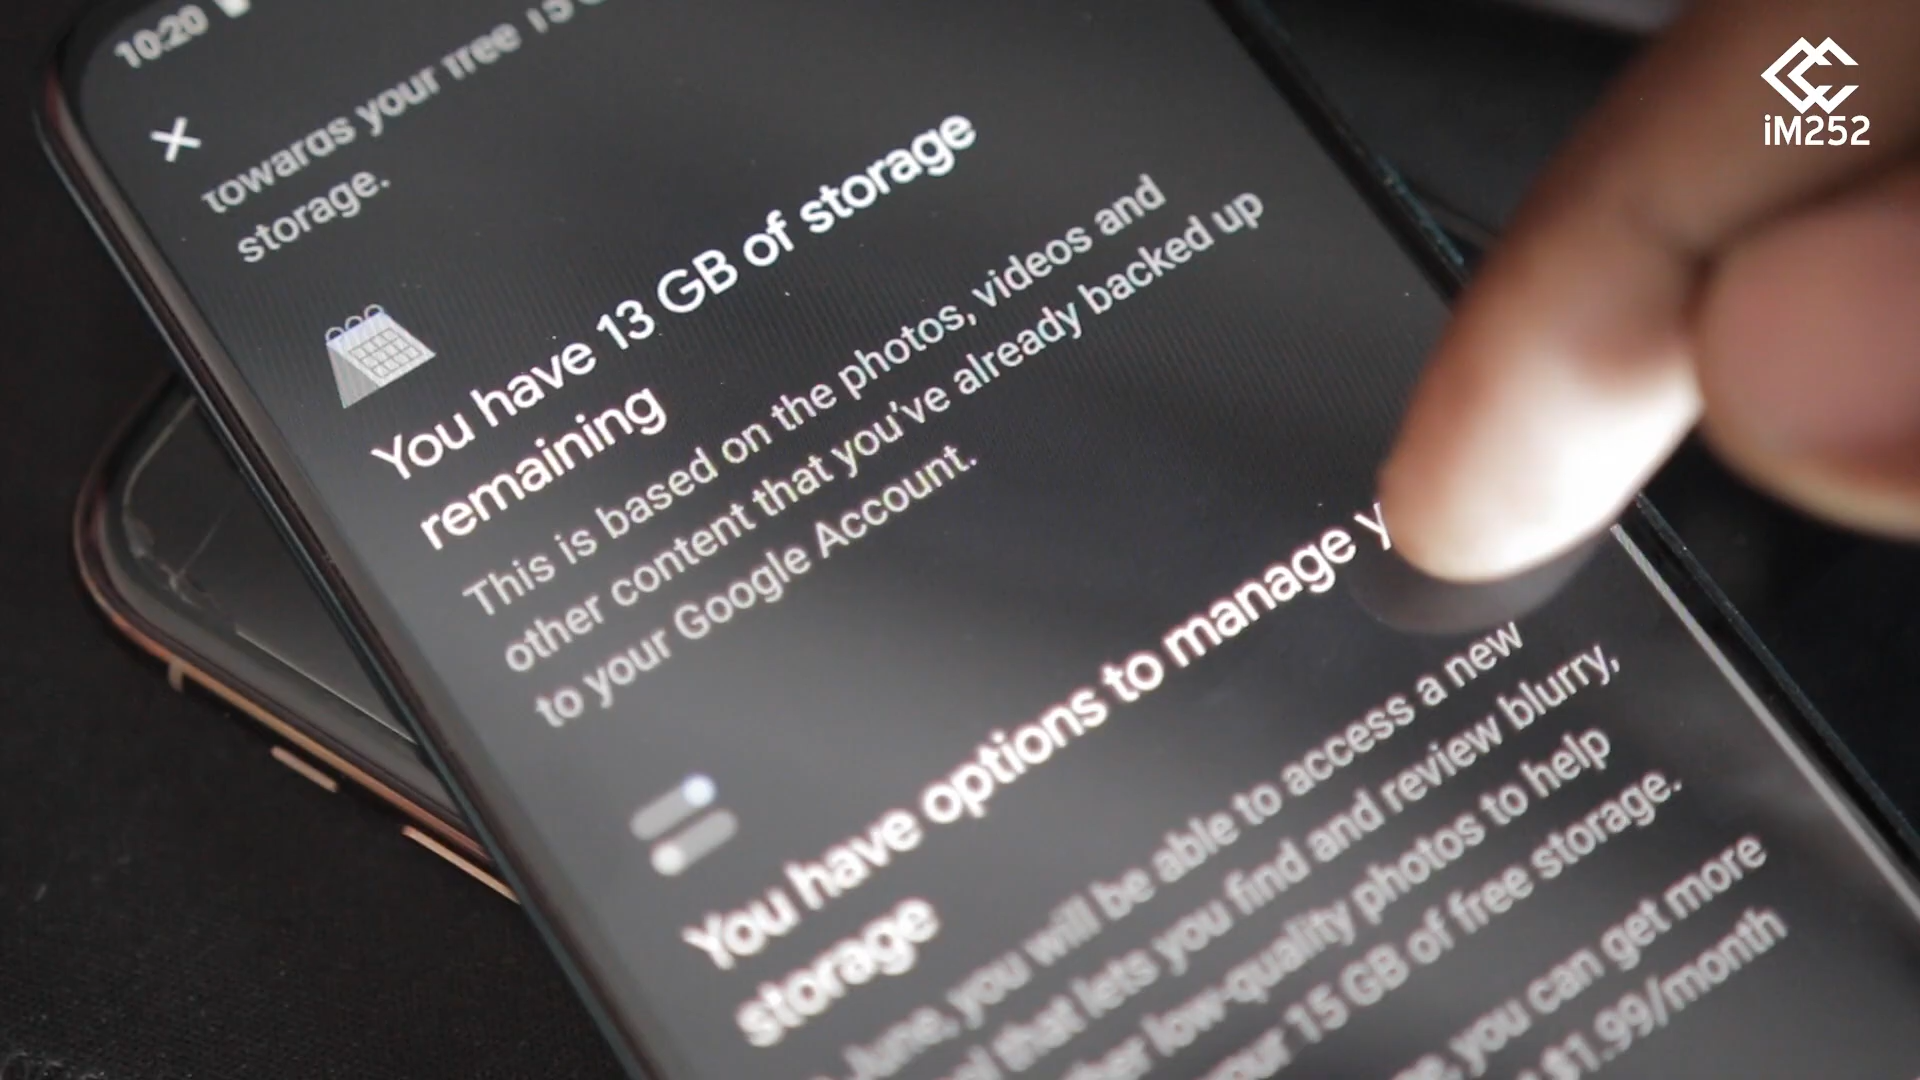 10:20
towards your free 15
storage.
You have 13 GB of storage
remaining
This is based on the photos, videos and
other content that you've already backed up
to your Google Account.
You have options to manage
storage
June, you will be able to access a new
that lets you find and review blurry,
low-quality photos to help
your 15 GB of free storage.
you can get more
$1.99/month
iM252